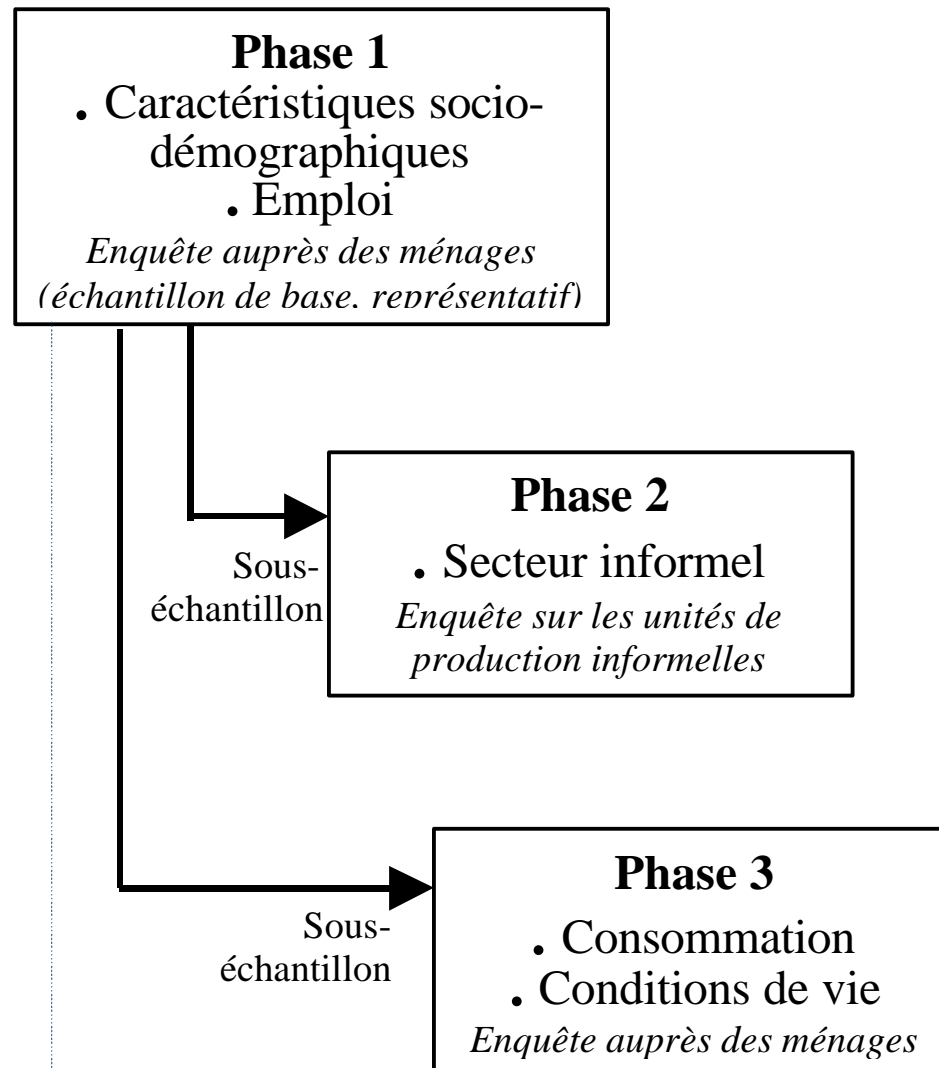 Phase 1
. Caractéristiques socio-
démographiques
. Emploi
Enquête auprès des ménages
(échantillon de base, représentatif)
Phase 2
. Secteur informel
Enquête sur les unités de
production informelles
Sous-
échantillon
Phase 3
. Consommation
. Conditions de vie
Enquête auprès des ménages
Sous-
échantillon